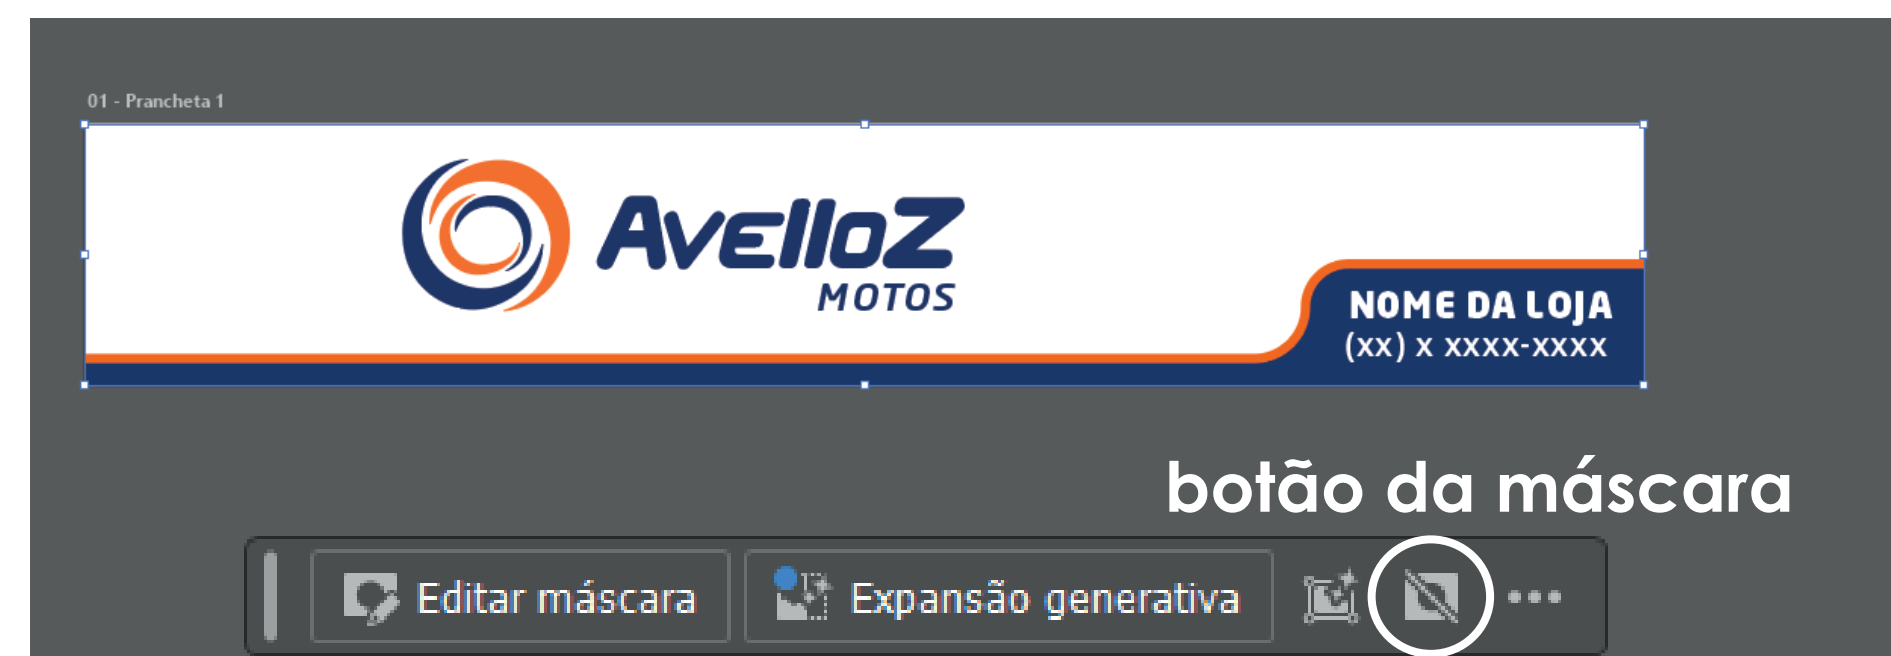 01 - Prancheta 1
AvelloZ
MOTOS
NOME DA LOJA
(xx) x xxxx-xxxx
botão da máscara
Editar máscara
Expansão generativa